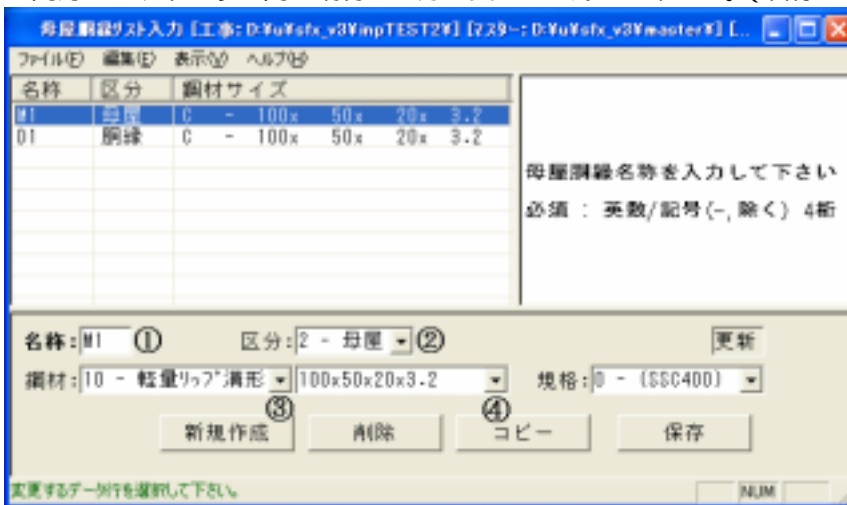 母屋胴縁リスト入力 [工事: D:¥u¥sfx_v3¥inpTEST2¥] [マスター: D:¥u¥sfx_v3¥master¥] [...
ファイル(F) 編集(E) 表示(V) ヘルプ(H)
名称 区分 鋼材サイズ
M1 母屋 C - 100x 50x 20x 3.2
D1 胴縁 C - 100x 50x 20x 3.2
母屋胴縁名称を入力して下さい
必須 : 英数/記号(-, 除く) 4桁
名称: M1 ① 区分: 2 - 母屋 ② 更新
鋼材: 10 - 軽量リップ溝形 100x50x20x3.2 規格: 0 - (SSC400)
③ ④
新規作成 削除 コピー 保存
変更するデータ行を選択して下さい。 NUM